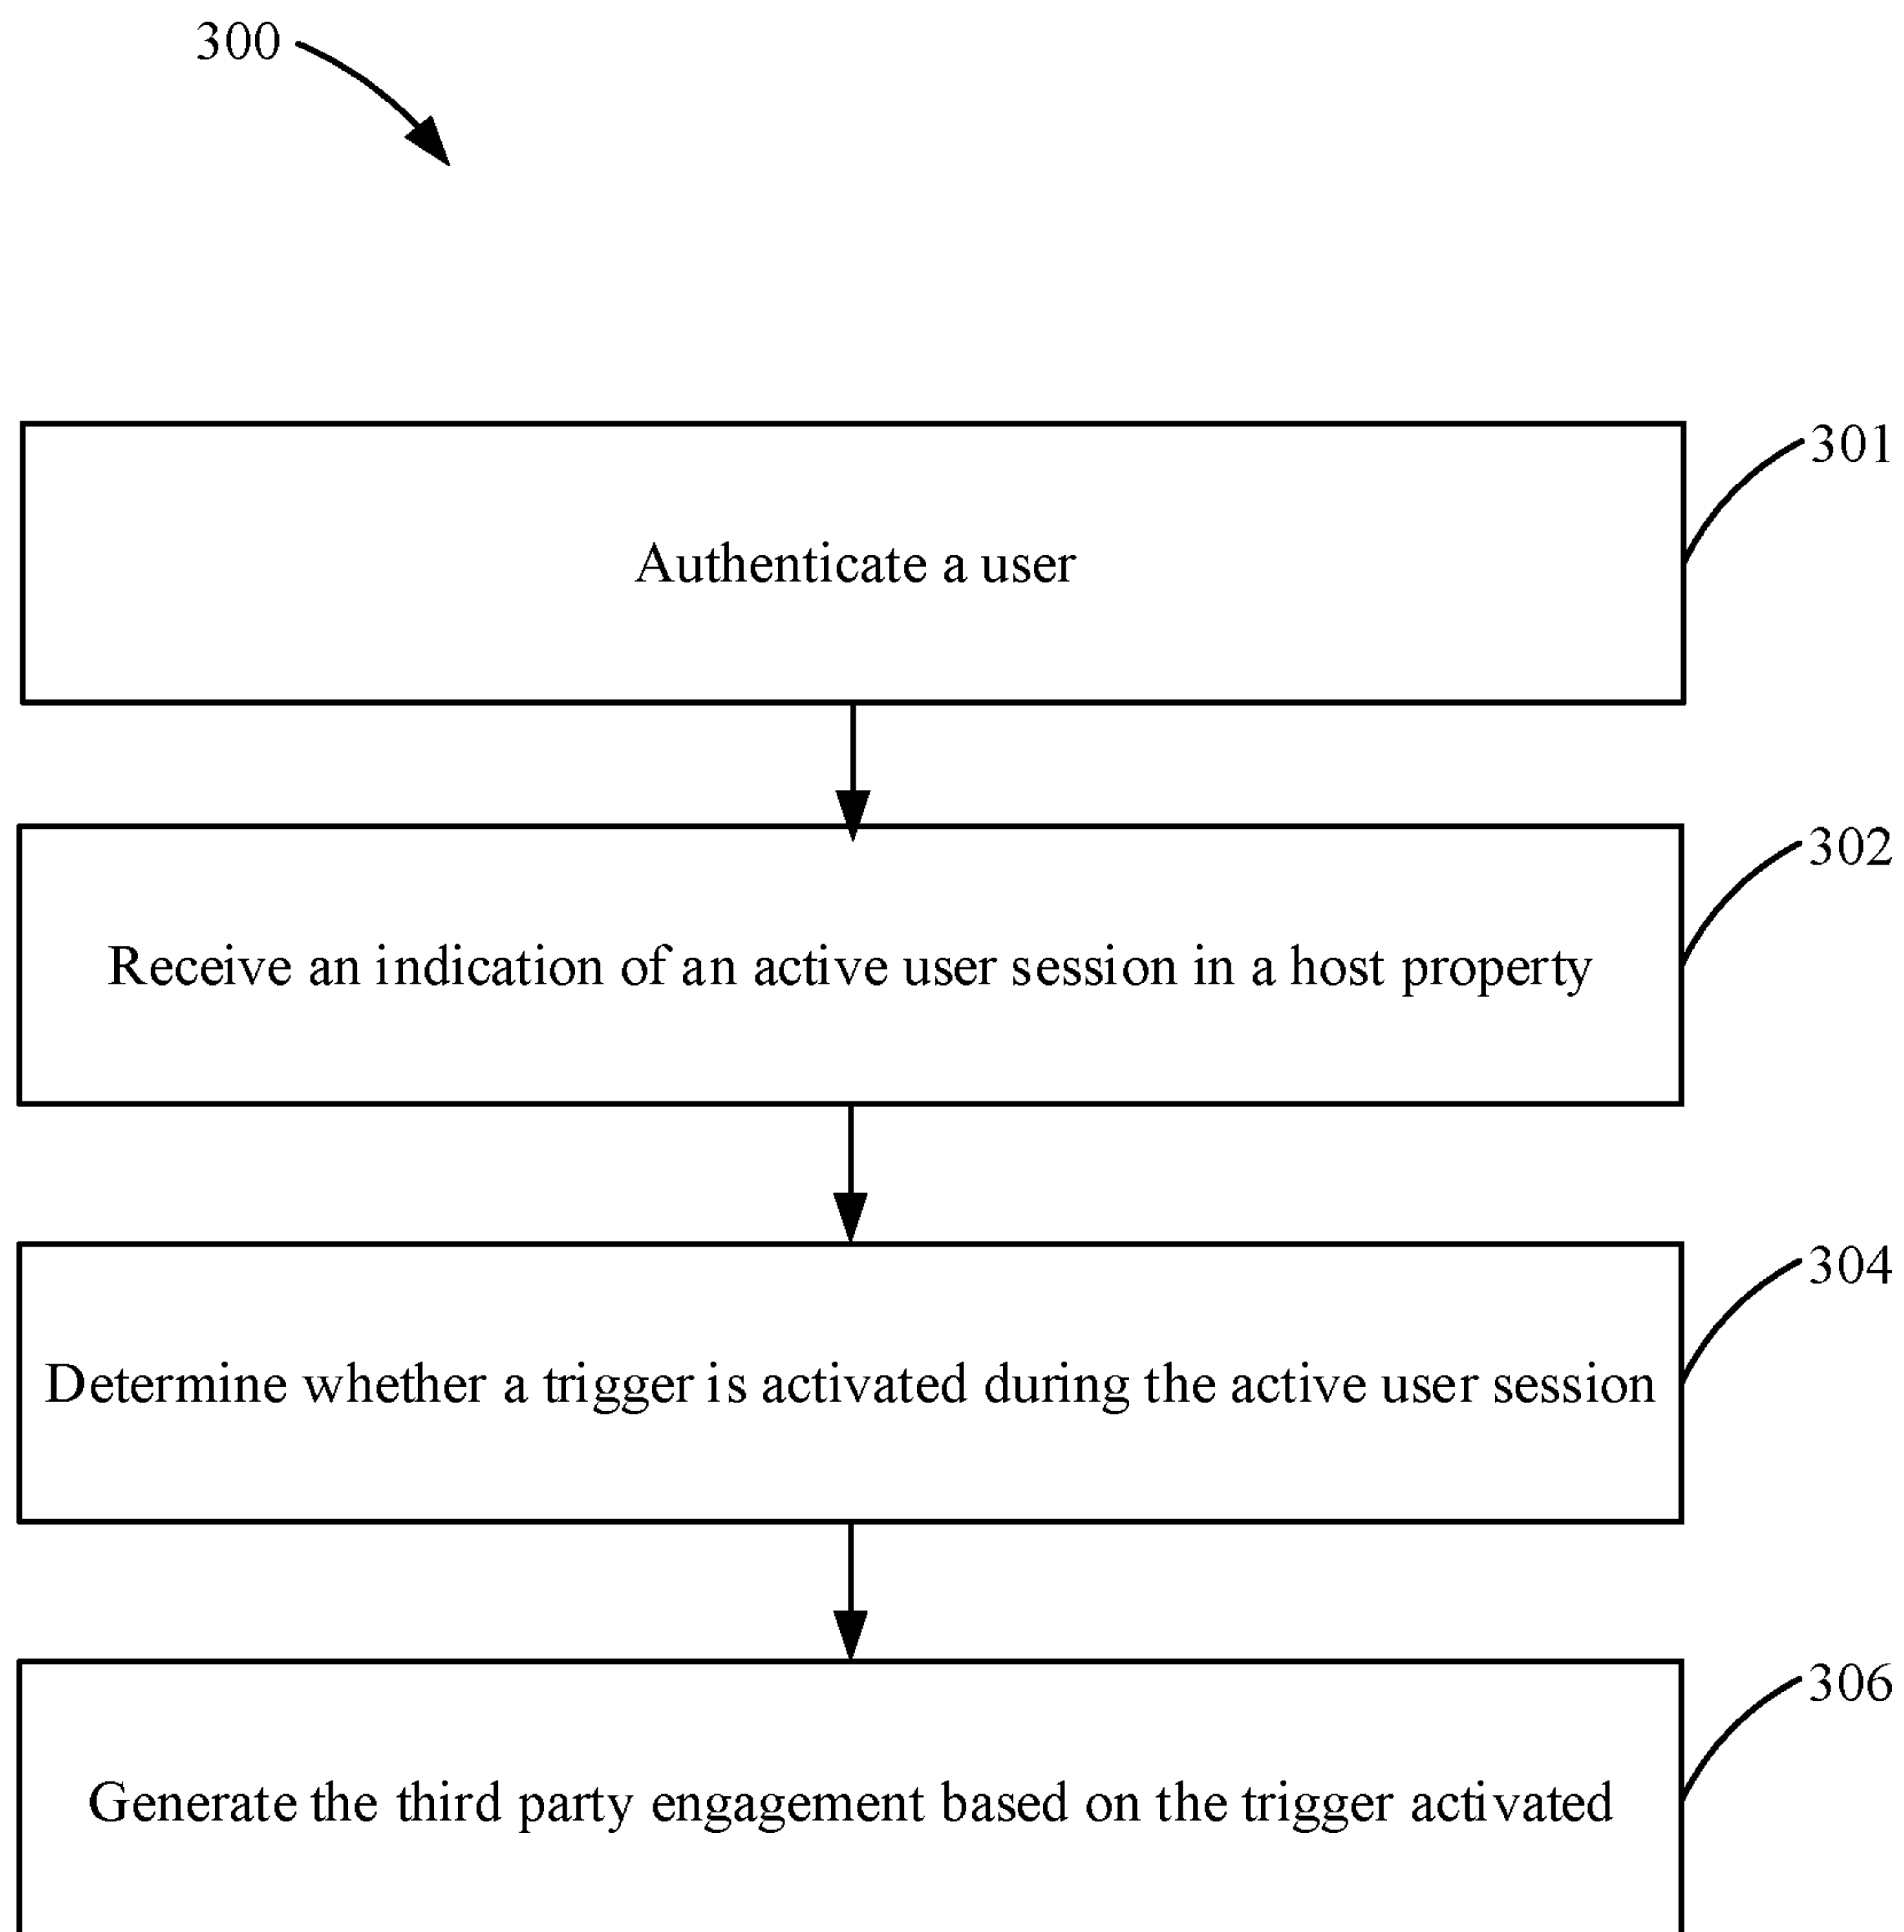 300
301
Authenticate a user
302
Receive an indication of an active user session in a host property
304
Determine whether a trigger is activated during the active user session
306
Generate the third party engagement based on the trigger activated